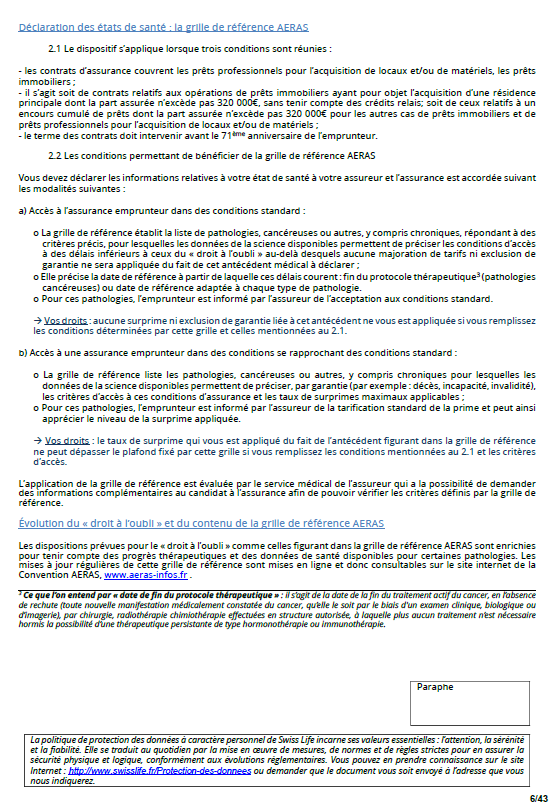 Déclaration des états de santé : la grille de référence AERAS
2.1 Le dispositif s'applique lorsque trois conditions sont réunies :
- les contrats d'assurance couvrent les prêts professionnels pour l'acquisition de locaux et/ou de matériels, les prêts
immobiliers ;
- il s'agit soit de contrats relatifs aux opérations de prêts immobiliers ayant pour objet l'acquisition d'une résidence
principale dont la part assurée n'excède pas 320 000€, sans tenir compte des crédits relais; soit de ceux relatifs à un
encours cumulé de prêts dont la part assurée n'excède pas 320 000€ pour les autres cas de prêts immobiliers et de
prêts professionnels pour l'acquisition de locaux et/ou de matériels ;
- le terme des contrats doit intervenir avant le 71ème anniversaire de l'emprunteur.
2.2 Les conditions permettant de bénéficier de la grille de référence AERAS
Vous devez déclarer les informations relatives à votre état de santé à votre assureur et l'assurance est accordée suivant
les modalités suivantes :
a) Accès à l'assurance emprunteur dans des conditions standard :
o La grille de référence établit la liste de pathologies, cancéreuses ou autres, y compris chroniques, répondant à des
critères précis, pour lesquelles les données de la science disponibles permettent de préciser les conditions d'accès
à des délais inférieurs à ceux du « droit à l'oubli » au-delà desquels aucune majoration de tarifs ni exclusion de
garantie ne sera appliquée du fait de cet antécédent médical à déclarer ;
o Elle précise la date de référence à partir de laquelle ces délais courent : fin du protocole thérapeutique³ (pathologies
cancéreuses) ou date de référence adaptée à chaque type de pathologie.
o Pour ces pathologies, l'emprunteur est informé par l'assureur de l'acceptation aux conditions standard.
→ Vos droits : aucune surprime ni exclusion de garantie liée à cet antécédent ne vous est appliquée si vous remplissez
les conditions déterminées par cette grille et celles mentionnées au 2.1.
b) Accès à une assurance emprunteur dans des conditions se rapprochant des conditions standard :
o La grille de référence liste les pathologies, cancéreuses ou autres, y compris chroniques pour lesquelles les
données de la science disponibles permettent de préciser, par garantie (par exemple : décès, incapacité, invalidité),
les critères d'accès à ces conditions d'assurance et les taux de surprimes maximaux applicables ;
o Pour ces pathologies, l'emprunteur est informé par l'assureur de la tarification standard de la prime et peut ainsi
apprécier le niveau de la surprime appliquée.
→ Vos droits : le taux de surprime qui vous est appliqué du fait de l'antécédent figurant dans la grille de référence
ne peut dépasser le plafond fixé par cette grille si vous remplissez les conditions mentionnées au 2.1 et les critères
d'accès.
L'application de la grille de référence est évaluée par le service médical de l'assureur qui a la possibilité de demander
des informations complémentaires au candidat à l'assurance afin de pouvoir vérifier les critères définis par la grille de
référence.
Évolution du « droit à l'oubli » et du contenu de la grille de référence AERAS
Les dispositions prévues pour le « droit à l'oubli » comme celles figurant dans la grille de référence AERAS sont enrichies
pour tenir compte des progrès thérapeutiques et des données de santé disponibles pour certaines pathologies. Les
mises à jour régulières de cette grille de référence sont mises en ligne et donc consultables sur le site internet de la
Convention AERAS, www.aeras-infos.fr .
³ Ce que l'on entend par « date de fin du protocole thérapeutique » : il s'agit de la date de la fin du traitement actif du cancer, en l'absence
de rechute (toute nouvelle manifestation médicalement constatée du cancer, qu'elle le soit par le biais d'un examen clinique, biologique ou
d'imagerie), par chirurgie, radiothérapie chimiothérapie effectuées en structure autorisée, à laquelle plus aucun traitement n'est nécessaire
hormis la possibilité d'une thérapeutique persistante de type hormonothérapie ou immunothérapie.
Paraphe
La politique de protection des données à caractère personnel de Swiss Life incarne ses valeurs essentielles : l'attention, la sérénité
et la fiabilité. Elle se traduit au quotidien par la mise en œuvre de mesures, de normes et de règles strictes pour en assurer la
sécurité physique et logique, conformément aux évolutions réglementaires. Vous pouvez en prendre connaissance sur le site
Internet : http://www.swisslife.fr/Protection-des-donnees ou demander que le document vous soit envoyé à l'adresse que vous
nous indiquerez.
6/43